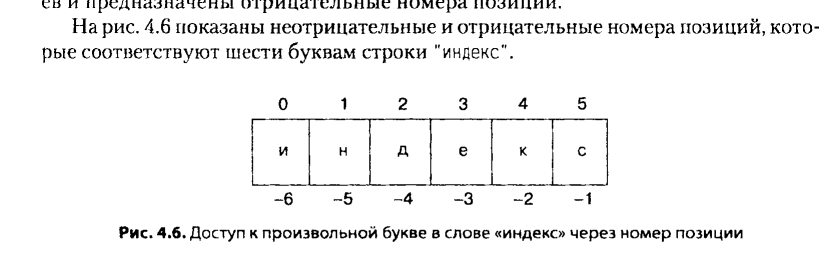 ев и предназначены отрицательные номера позиций.
На рис. 4.6 показаны неотрицательные и отрицательные номера позиций, кото-
рые соответствуют шести буквам строки "индекс".
0 1 2 3 4 5
и н д е к с
–6 –5 –4 –3 –2 –1
Рис. 4.6. Доступ к произвольной букве в слове «индекс» через номер позиции